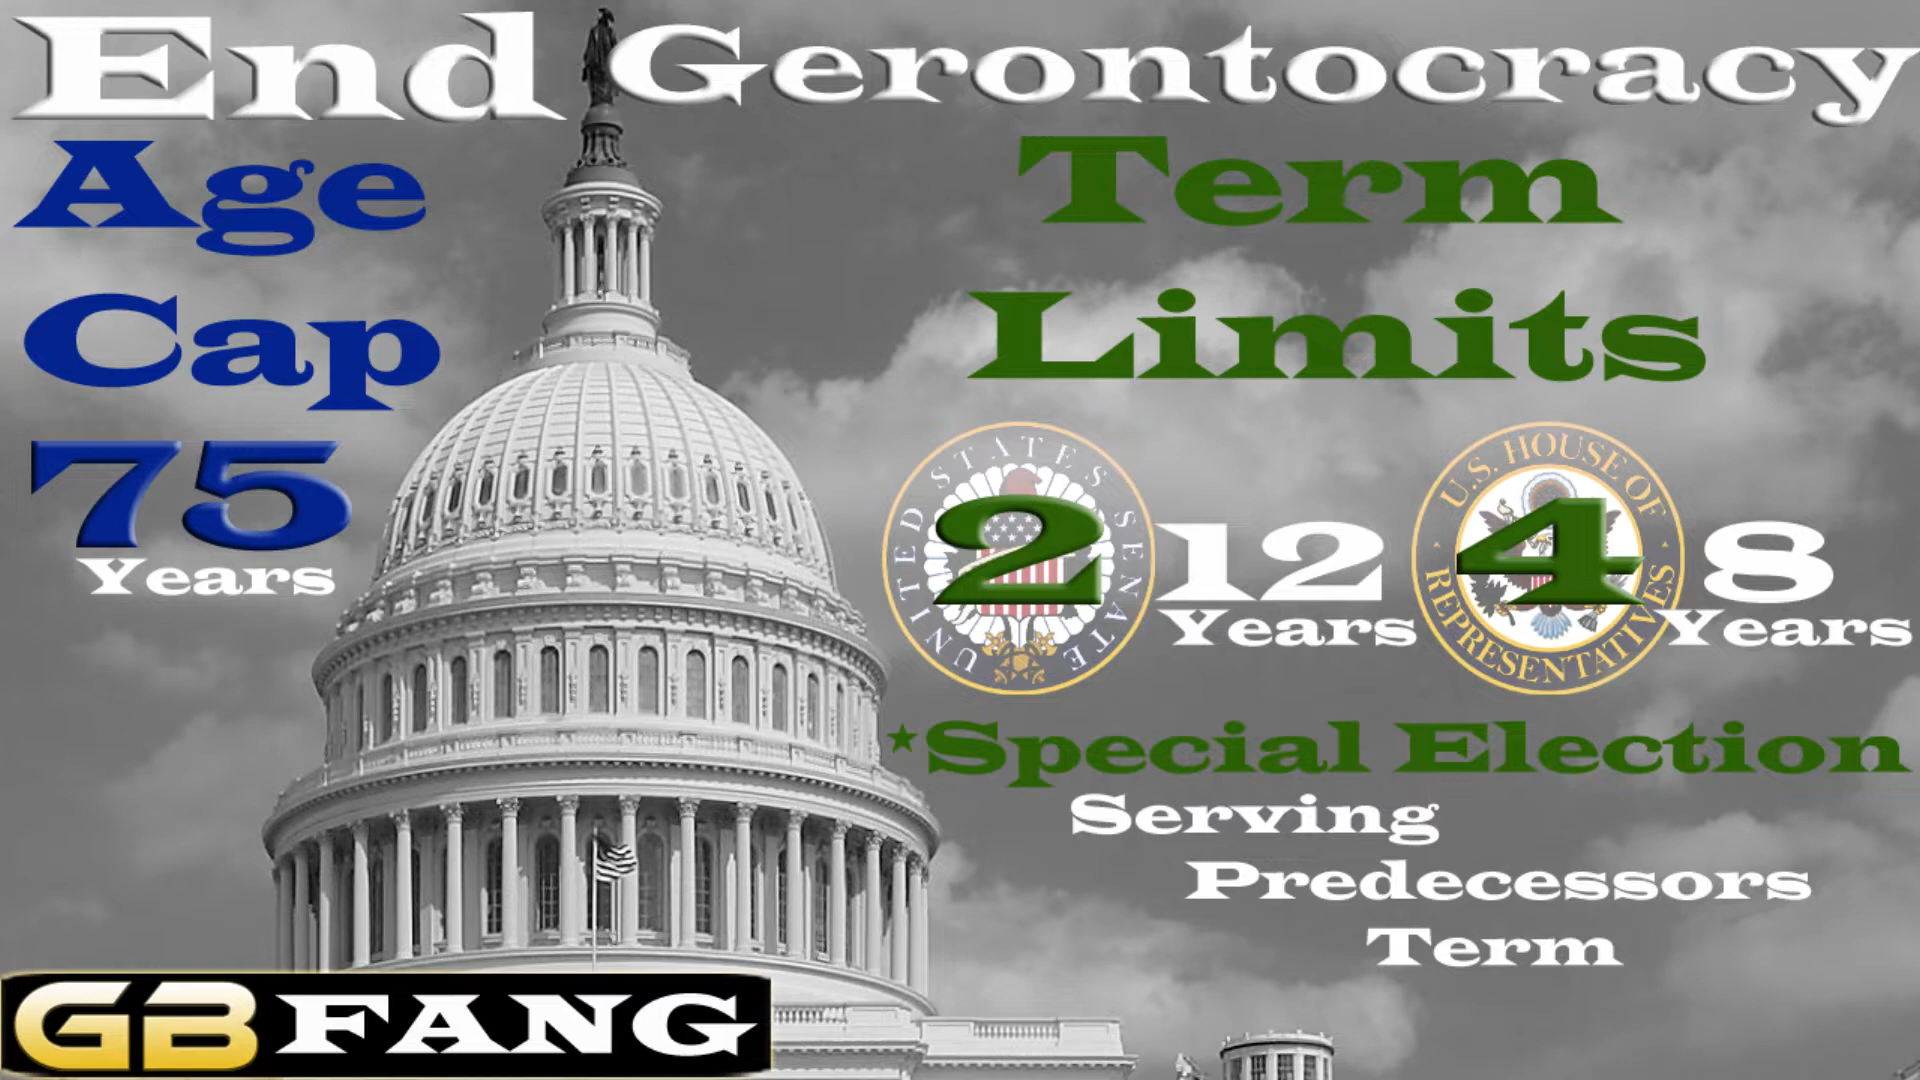 End Gerontocracy
Age
Cap
75
Years
Term
Limits
UNITED STATES SENATE
2
12
Years
U.S. HOUSE OF
REPRESENTATIVES
4
8
Years
*Special Election
Serving
Predecessors
Term
GB FANG